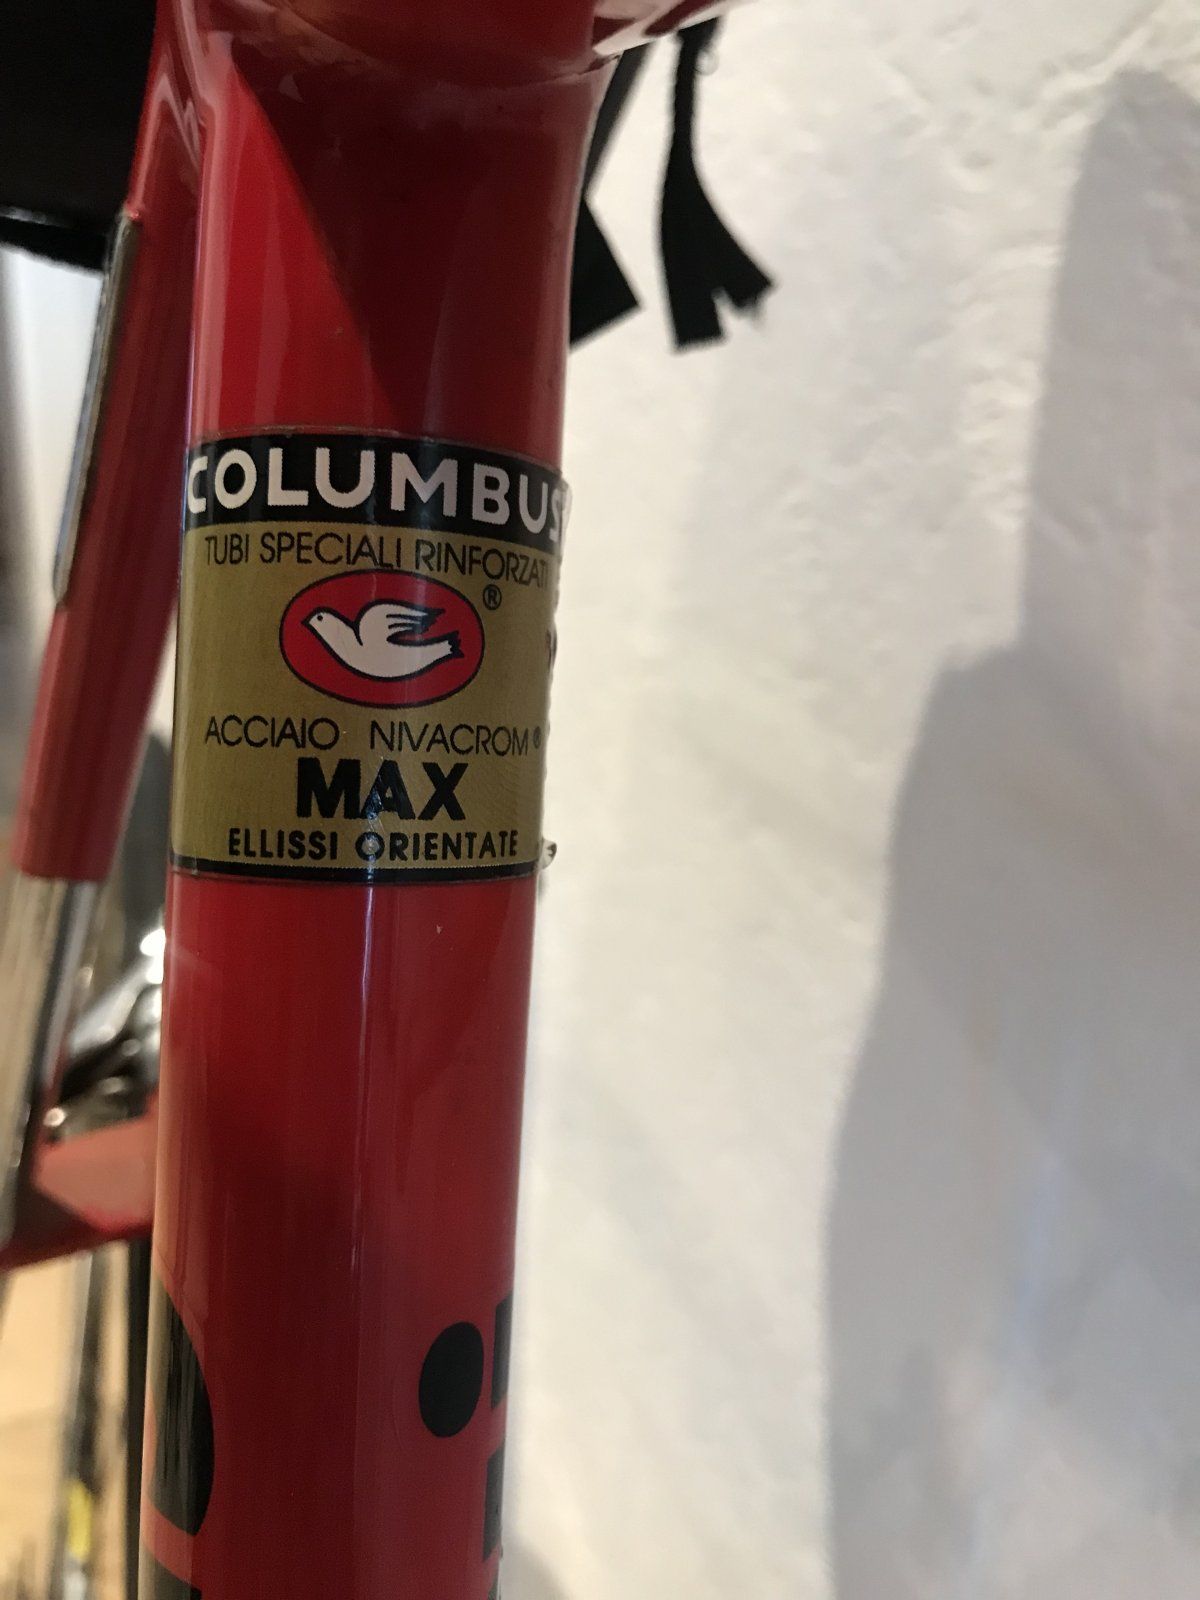 COLUMBUS
TUBI SPECIALI RINFORZATI
®
ACCIAIO NIVACROM®
MAX
ELLISSI ORIENTATE